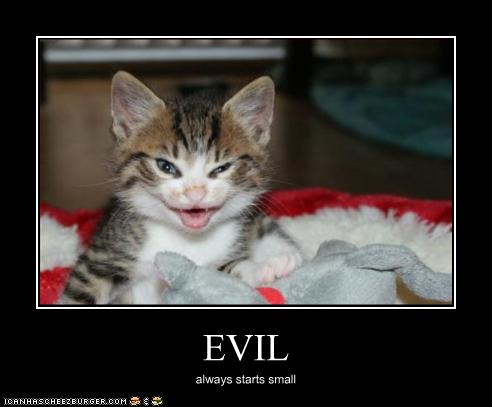 EVIL
always starts small
ICANHASCHEEZBURGER.COM